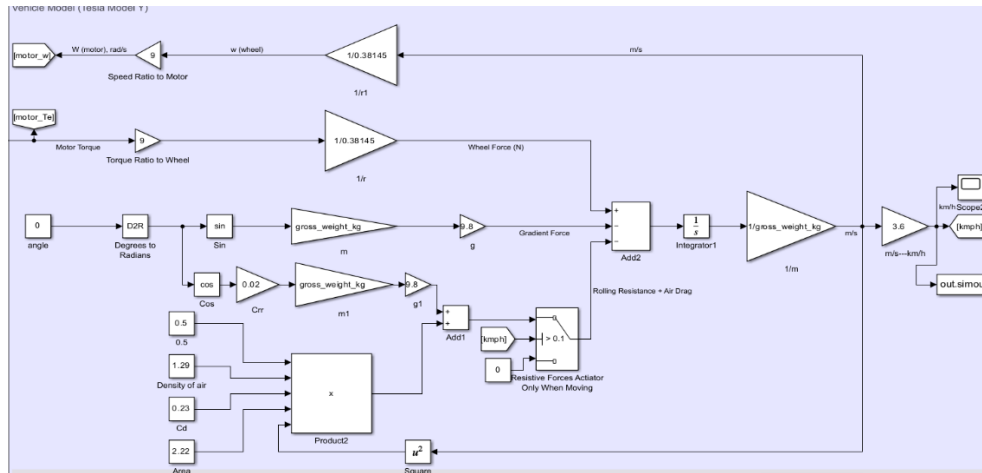 Vehicle Model (Tesla Model Y)
[motor_w]
W (motor), rad/s
9
Speed Ratio to Motor
w (wheel)
1/0.38145
1/r1
m/s
[motor_Te]
Motor Torque
9
Torque Ratio to Wheel
1/0.38145
1/r
Wheel Force (N)
0
angle
D2R
Degrees to
Radians
sin
Sin
gross_weight_kg
m
9.8
g
Gradient Force
+
−
−
Add2
1
s
Integrator1
1/gross_weight_kg
1/m
m/s
3.6
m/s---km/h
km/h
Scope2
[kmph]
out.simou
cos
Cos
0.02
Crr
gross_weight_kg
m1
9.8
g1
+
+
Add1
Rolling Resistance + Air Drag
[kmph]
> 0.1
0
Resistive Forces Actiator
Only When Moving
0.5
0.5
1.29
Density of air
0.23
Cd
2.22
Area
x
Product2
u²
Square